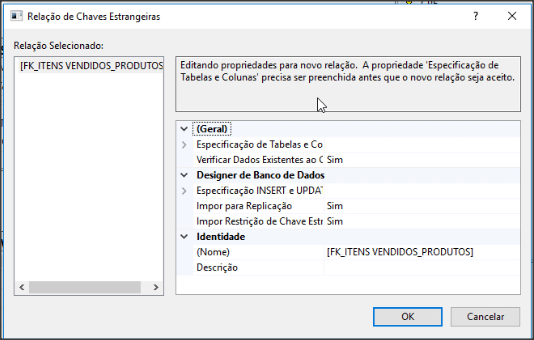 Relação de Chaves Estrangeiras
Relação Selecionado:
[FK_ITENS VENDIDOS_PRODUTOS
Editando propriedades para novo relação. A propriedade 'Especificação de
Tabelas e Colunas' precisa ser preenchida antes que o novo relação seja aceito.
(Geral)
Especificação de Tabelas e Co
Verificar Dados Existentes ao C Sim
Designer de Banco de Dados
Especificação INSERT e UPDAT
Impor para Replicação Sim
Impor Restrição de Chave Estr Sim
Identidade
(Nome) [FK_ITENS VENDIDOS_PRODUTOS]
Descrição
OK Cancelar